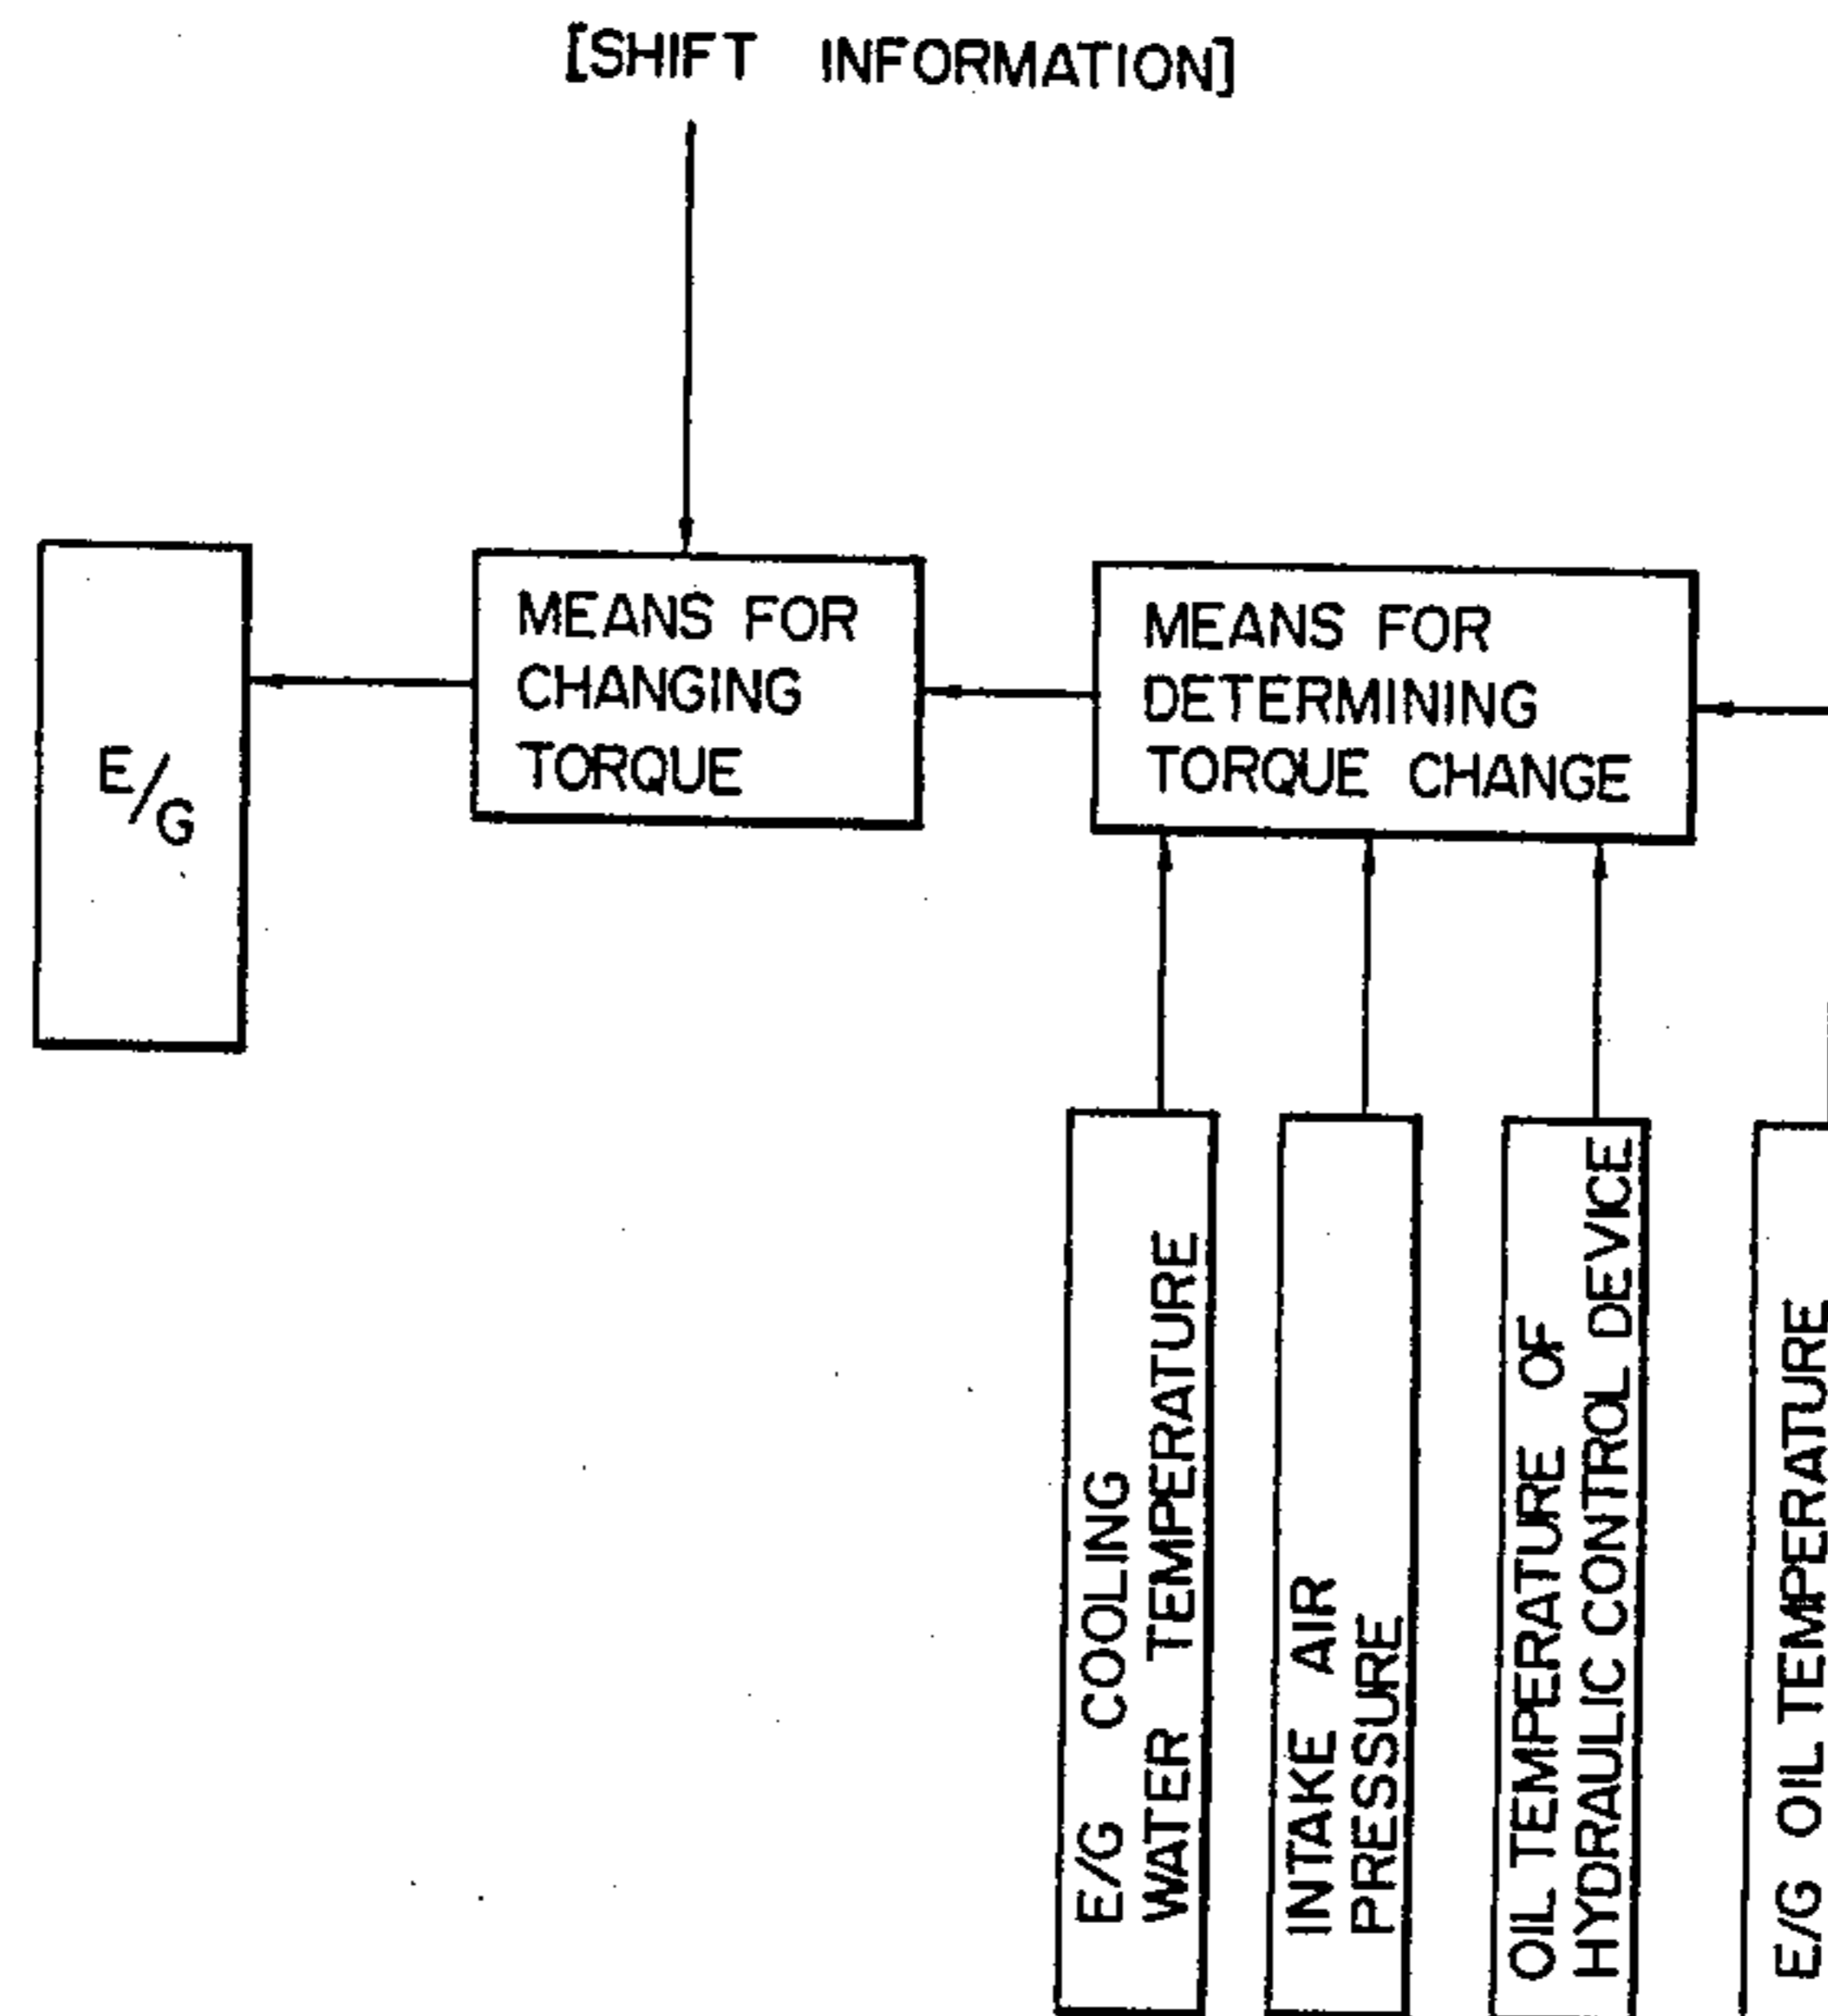 [SHIFT INFORMATION]
E/G
MEANS FOR
CHANGING
TORQUE
MEANS FOR
DETERMINING
TORQUE CHANGE
E/G COOLING
WATER TEMPERATURE
INTAKE AIR
PRESSURE
OIL TEMPERATURE OF
HYDRAULIC CONTROL DEVICE
E/G OIL TEMPERATURE